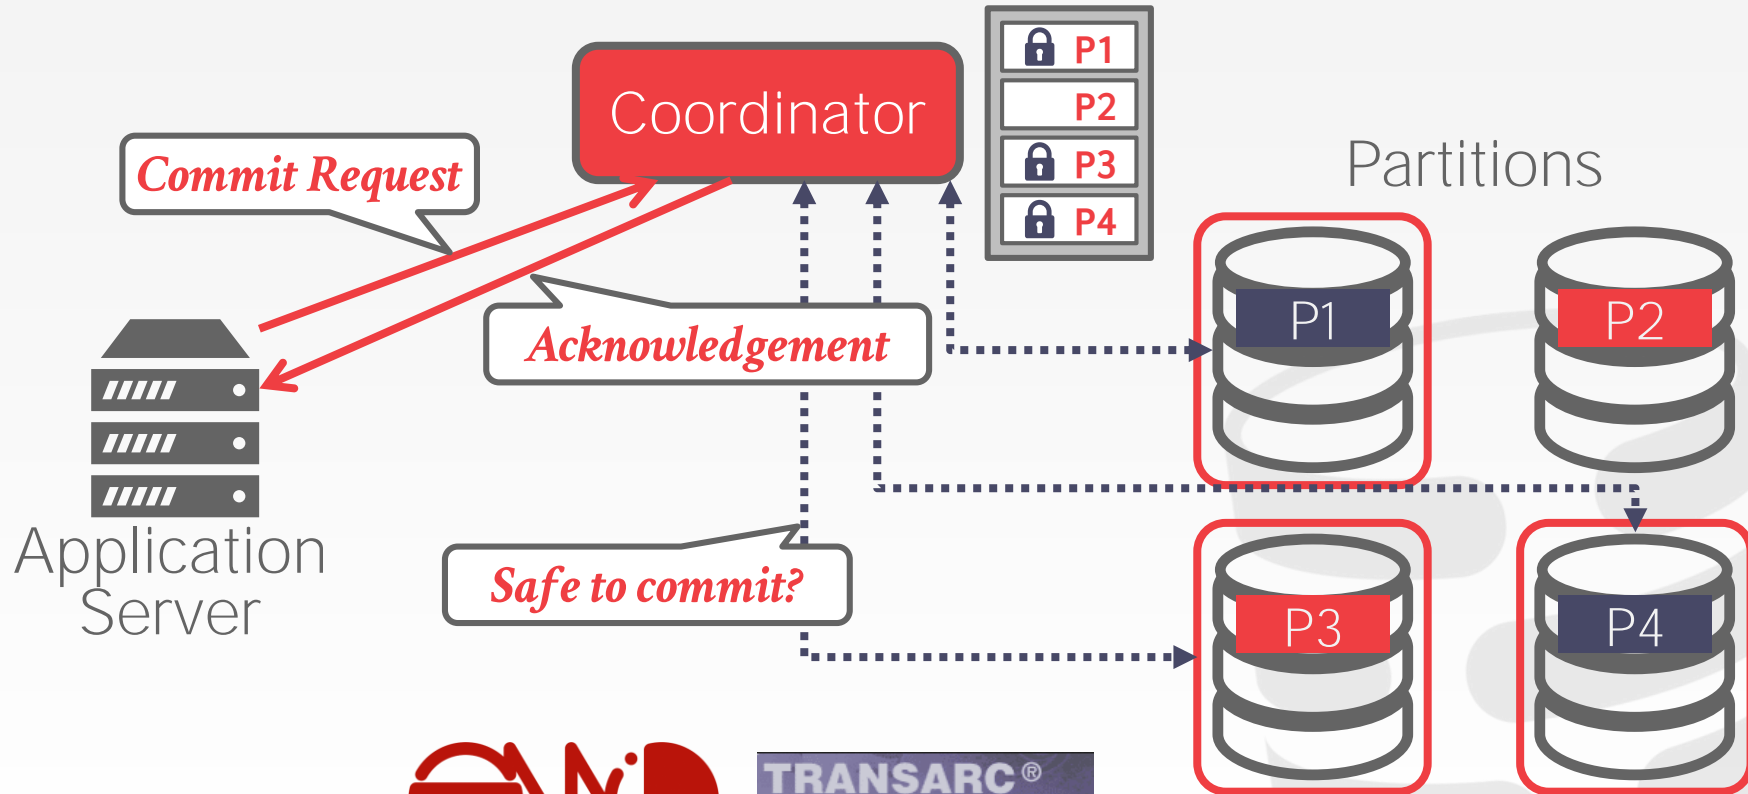 Coordinator
P1
P2
P3
P4
Commit Request
Partitions
Acknowledgement
P1
P2
Application
Server
Safe to commit?
P3
P4
TRANSARC®